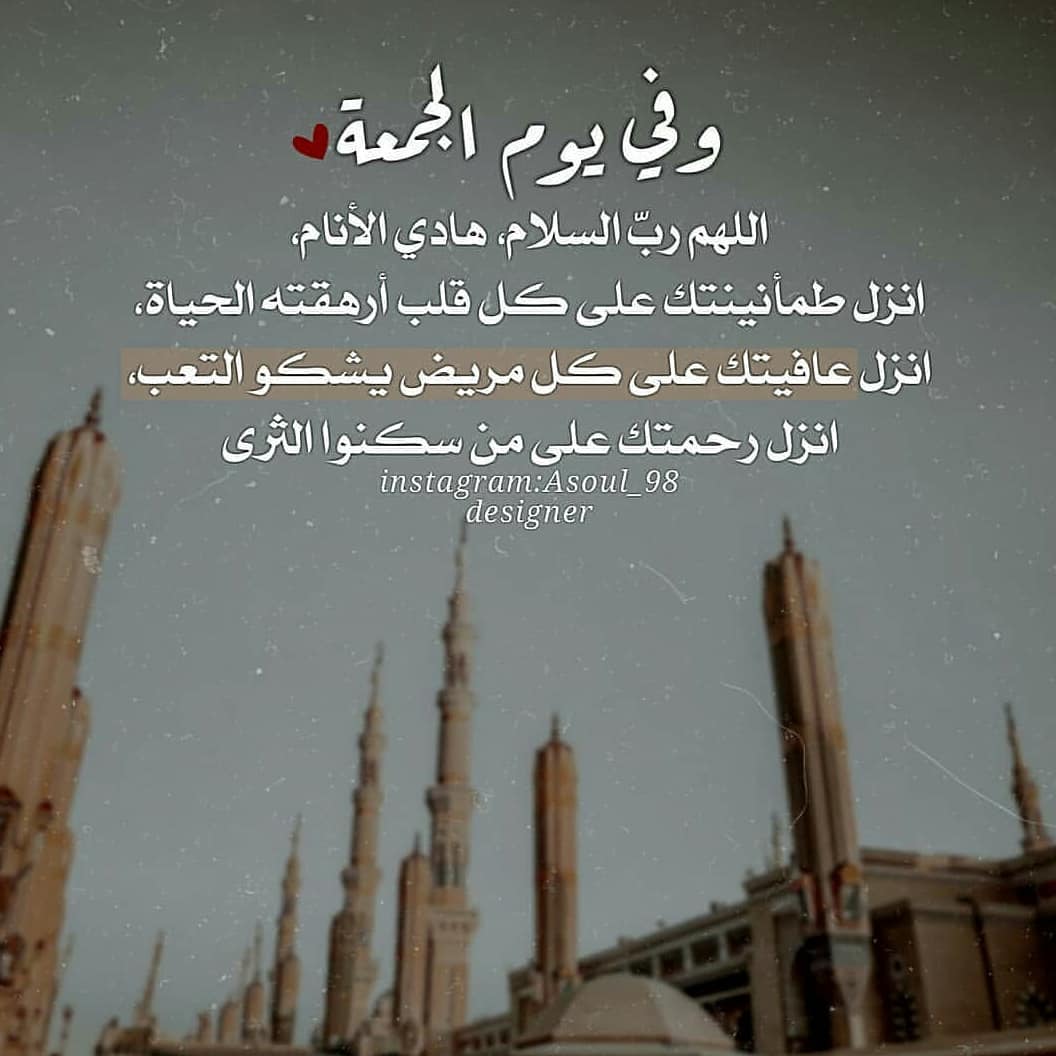 وفي يوم الجمعة
اللهم ربّ السلام، هادي الأنام،
انزل طمأنينتك على كل قلب أرهقته الحياة،
انزل عافيتك على كل مريض يشكو التعب،
انزل رحمتك على من سكنوا الثرى
instagram:Asoul_98
designer